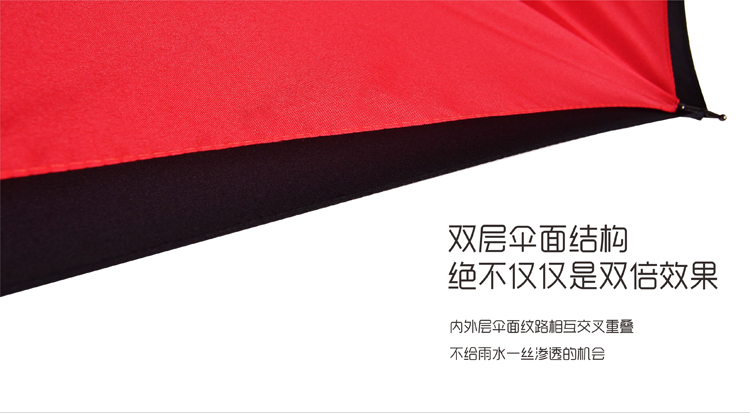 双层伞面结构
绝不仅仅是双倍效果
内外层伞面纹路相互交叉重叠
不给雨水一丝渗透的机会